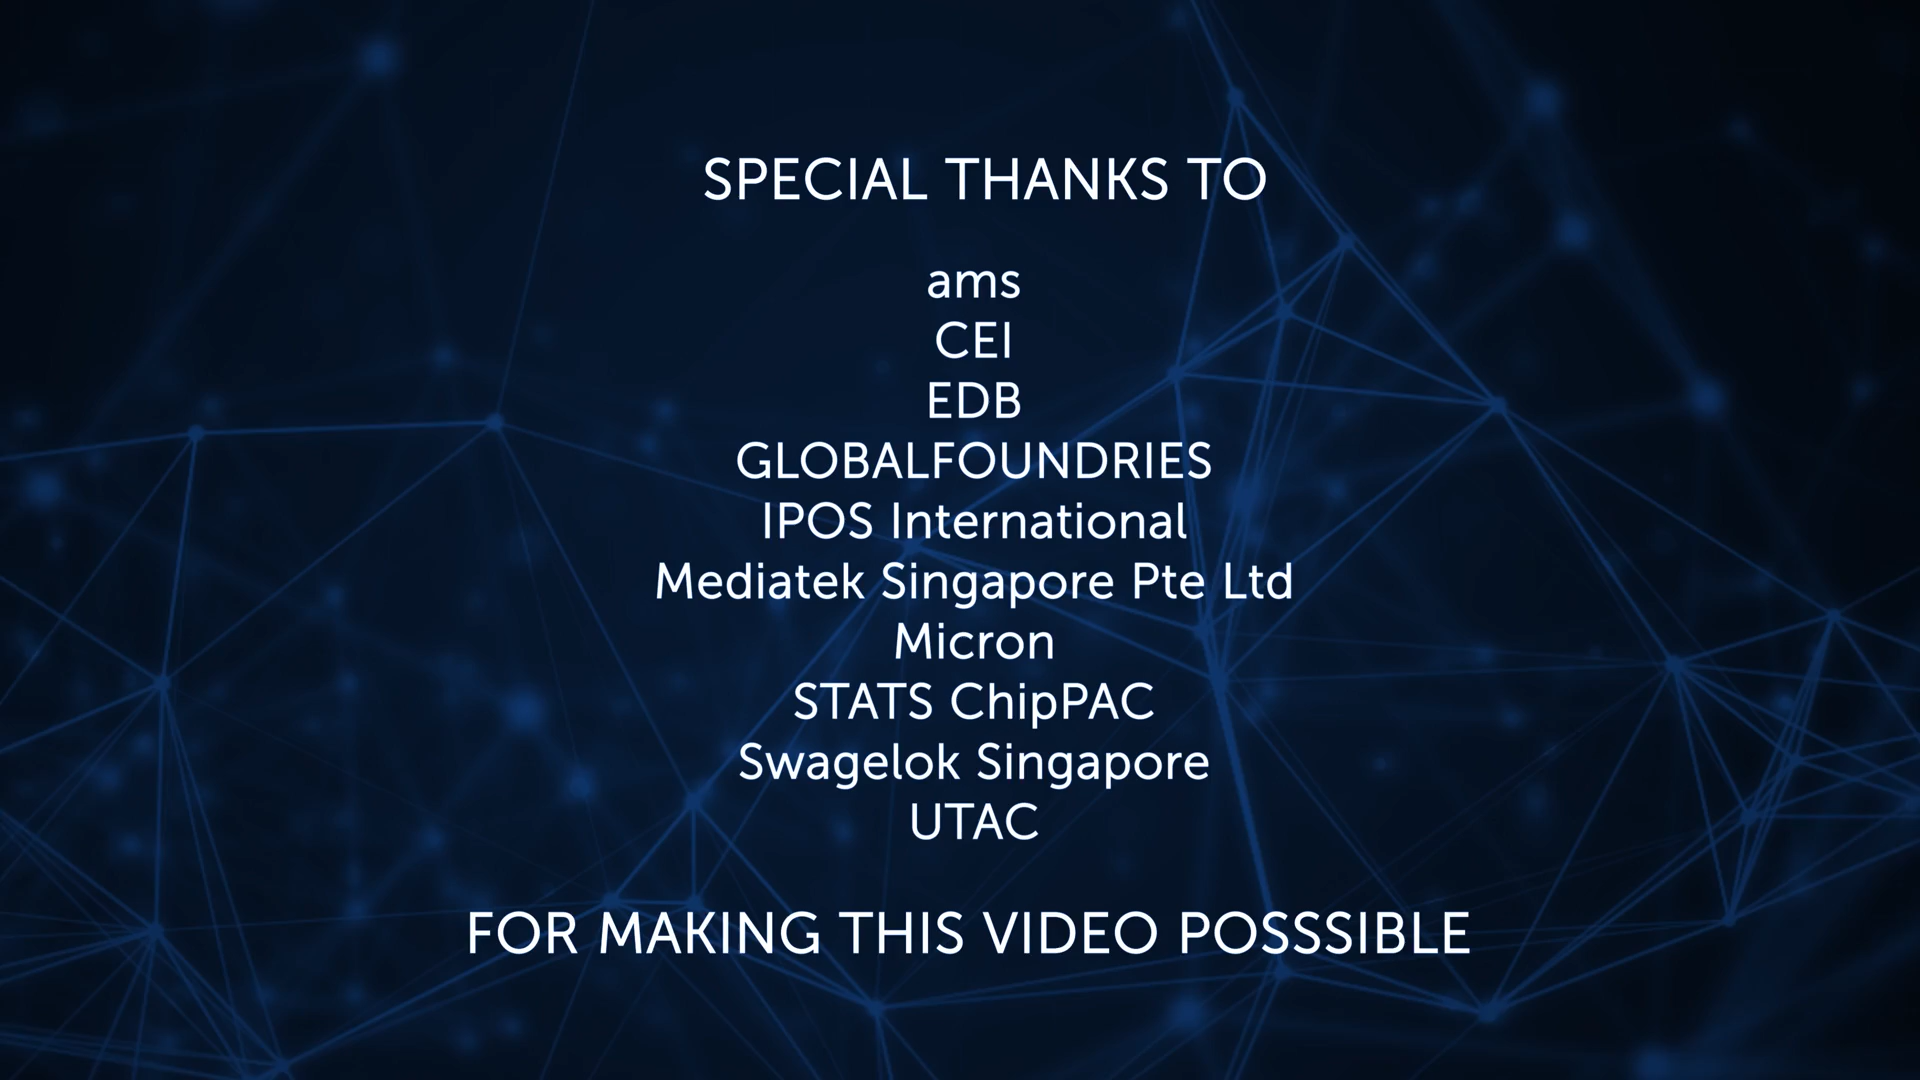 SPECIAL THANKS TO
ams
CEI
EDB
GLOBALFOUNDRIES
IPOS International
Mediatek Singapore Pte Ltd
Micron
STATS ChipPAC
Swagelok Singapore
UTAC
FOR MAKING THIS VIDEO POSSSIBLE